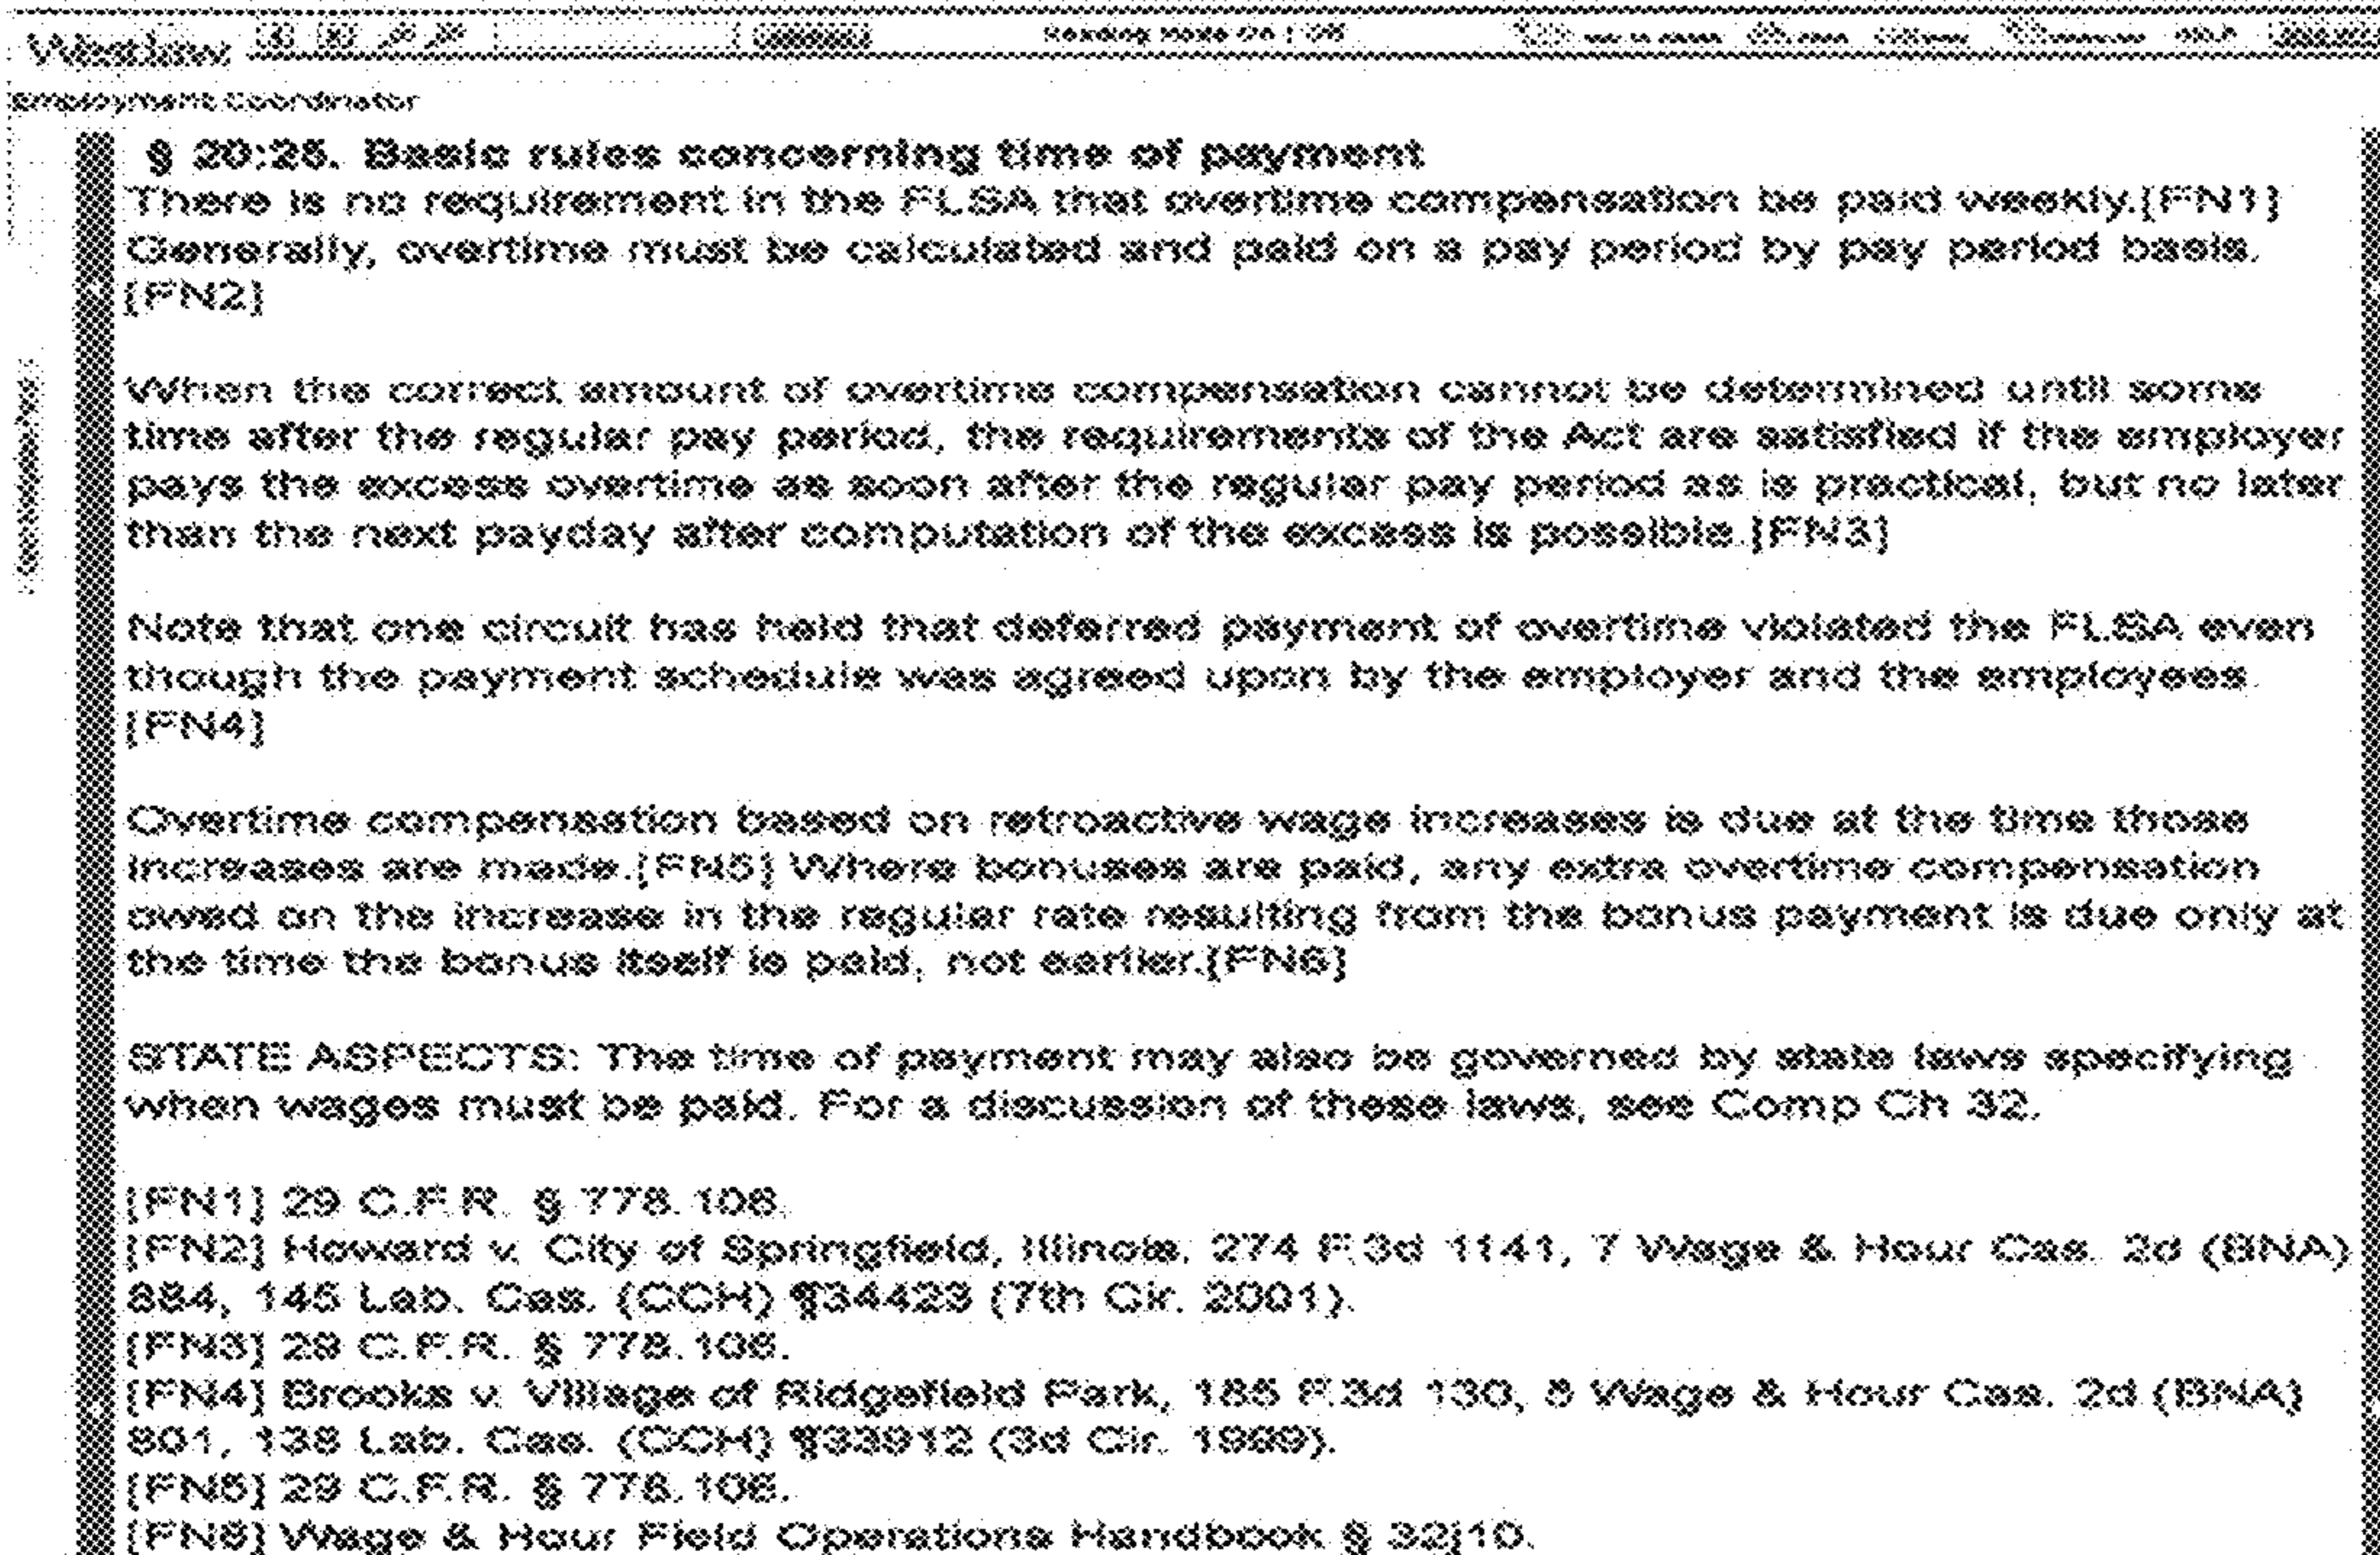 Westlaw
Reading Mode On | Off
Employment Coordinator
§ 20:25. Basic rules concerning time of payment
There is no requirement in the FLSA that overtime compensation be paid weekly.[FN1]
Generally, overtime must be calculated and paid on a pay period by pay period basis.
[FN2]
When the correct amount of overtime compensation cannot be determined until some
time after the regular pay period, the requirements of the Act are satisfied if the employer
pays the excess overtime as soon after the regular pay period as is practical, but no later
than the next payday after computation of the excess is possible.[FN3]
Note that one circuit has held that deferred payment of overtime violated the FLSA even
though the payment schedule was agreed upon by the employer and the employees.
[FN4]
Overtime compensation based on retroactive wage increases is due at the time those
increases are made.[FN5] Where bonuses are paid, any extra overtime compensation
owed on the increase in the regular rate resulting from the bonus payment is due only at
the time the bonus itself is paid, not earlier.[FN6]
STATE ASPECTS: The time of payment may also be governed by state laws specifying
when wages must be paid. For a discussion of these laws, see Comp Ch 32.
[FN1] 29 C.F.R. § 778.106.
[FN2] Howard v. City of Springfield, Illinois, 274 F.3d 1141, 7 Wage & Hour Cas. 2d (BNA)
884, 145 Lab. Cas. (CCH) ¶34423 (7th Cir. 2001).
[FN3] 29 C.F.R. § 778.106.
[FN4] Brooks v. Village of Ridgefield Park, 185 F.3d 130, 5 Wage & Hour Cas. 2d (BNA)
801, 138 Lab. Cas. (CCH) ¶33912 (3d Cir. 1999).
[FN5] 29 C.F.R. § 778.106.
[FN6] Wage & Hour Field Operations Handbook § 32j10.